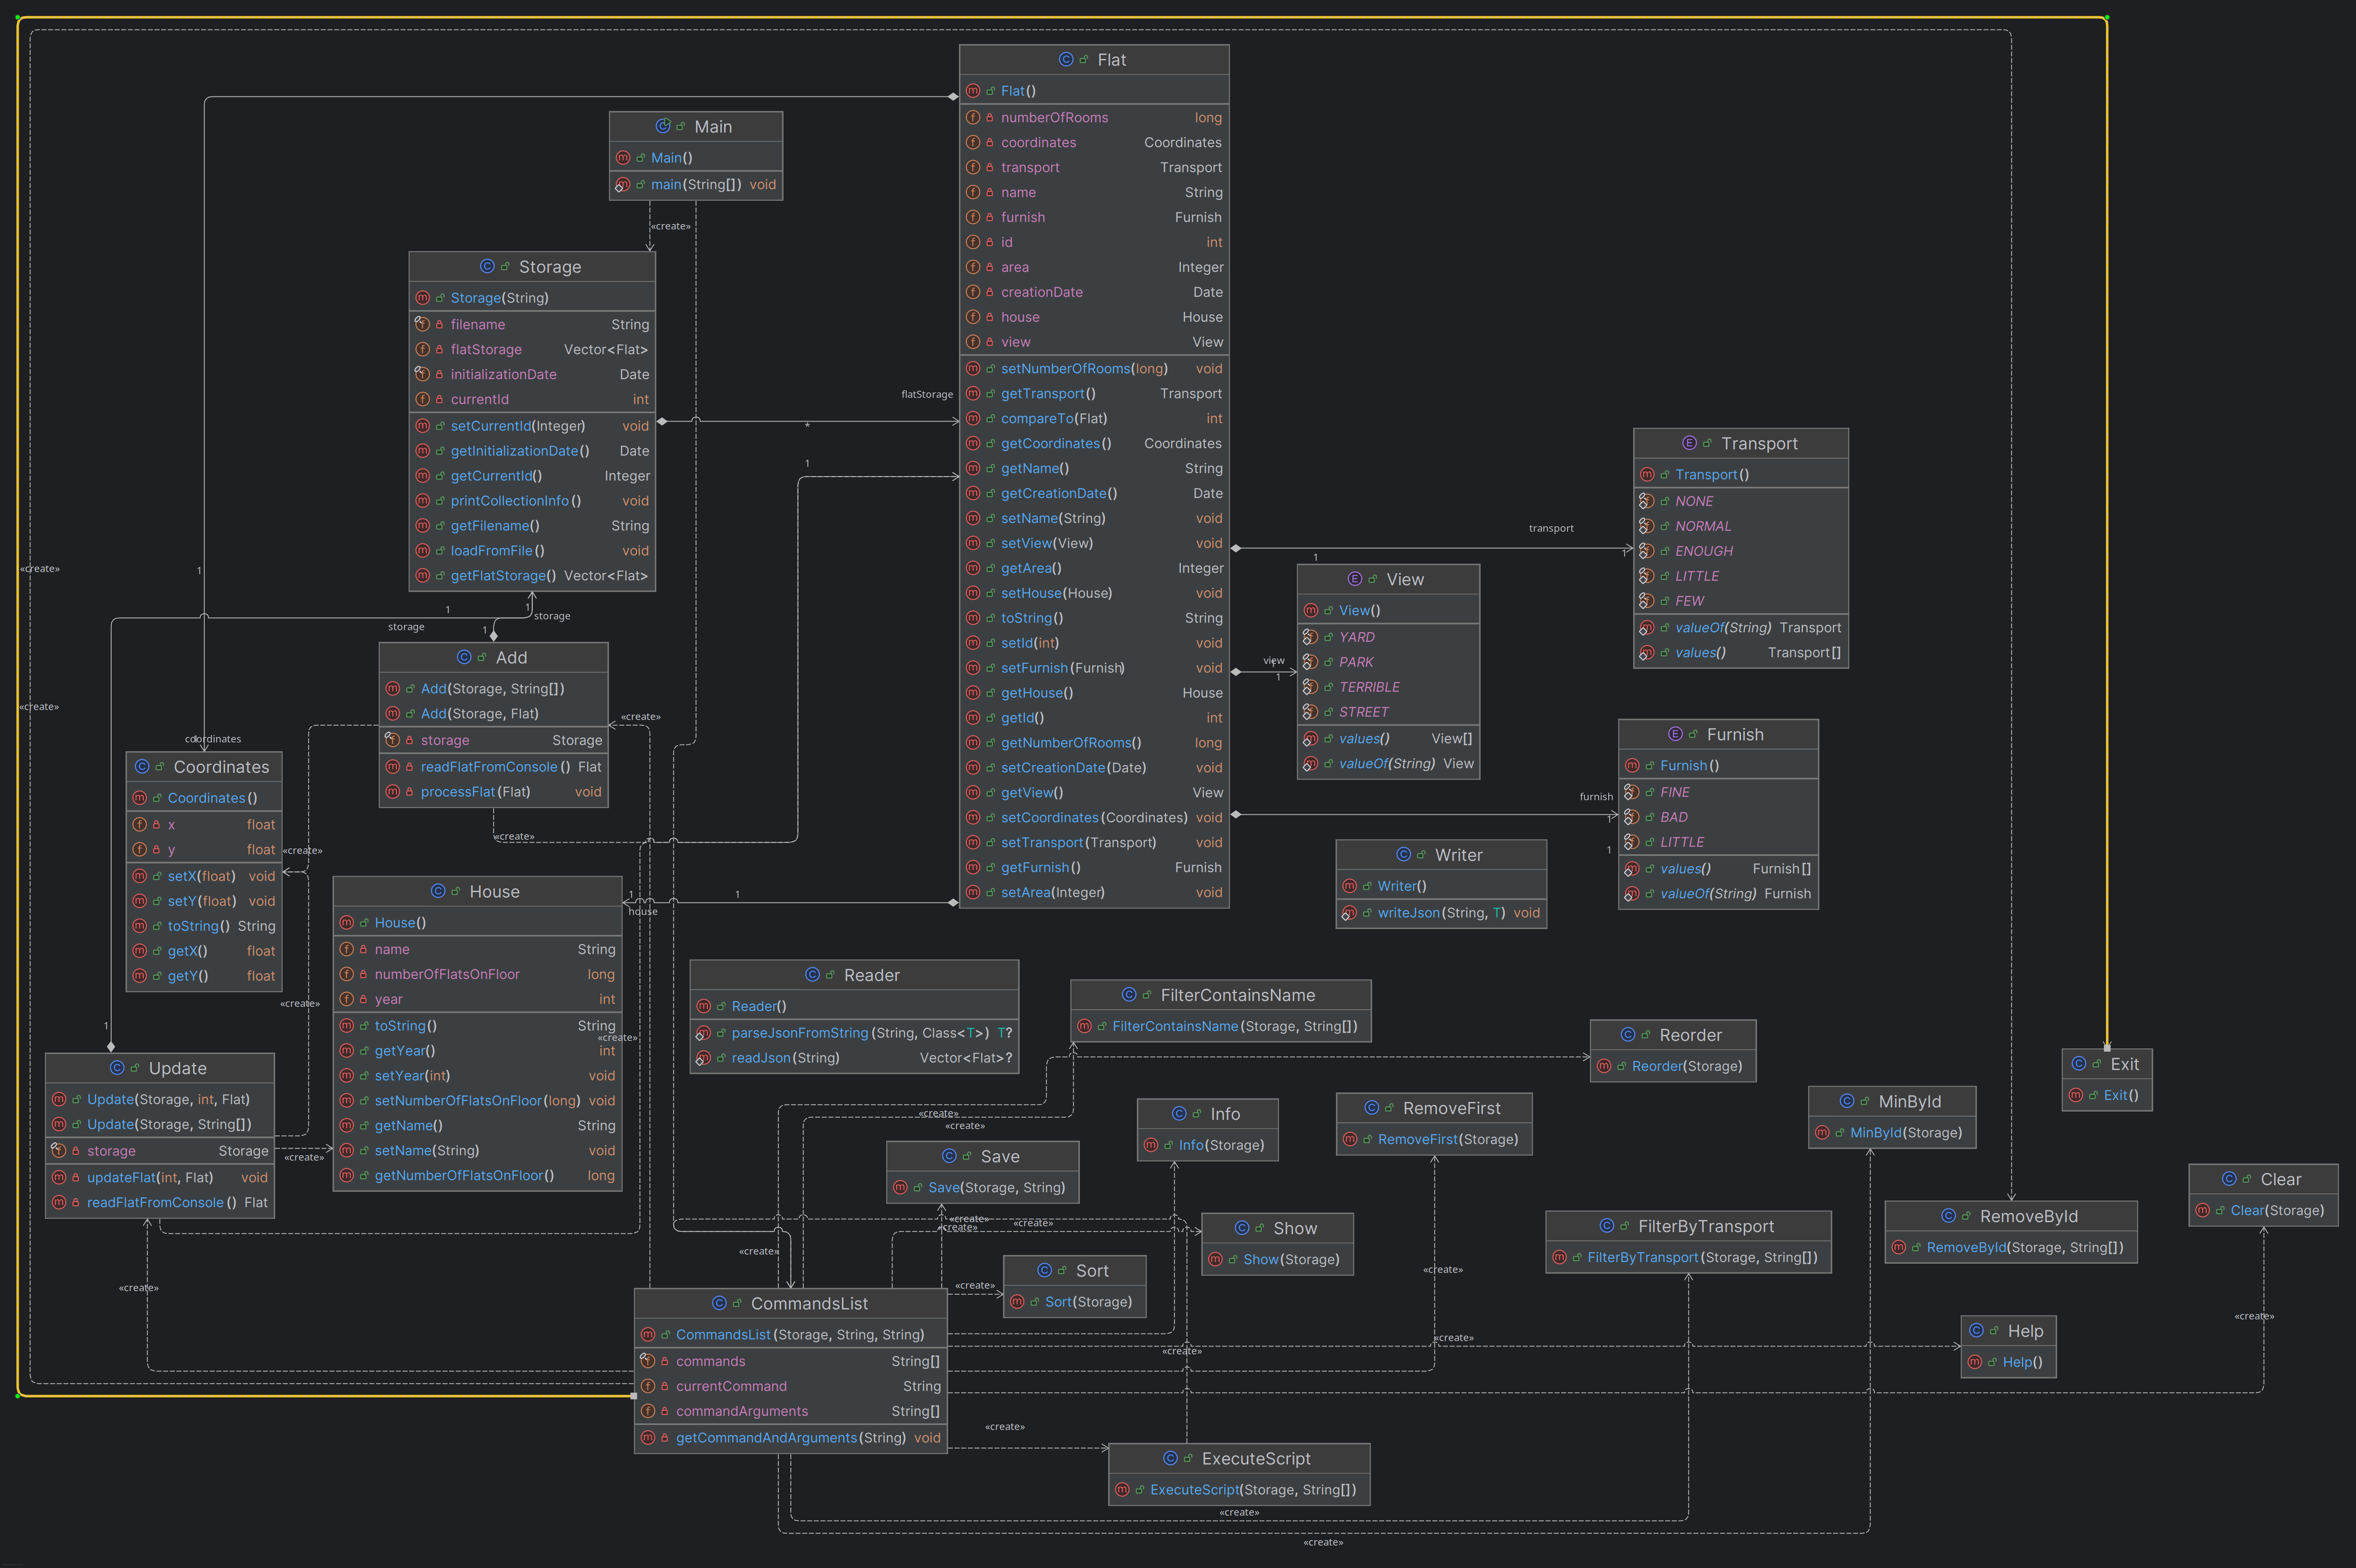 Flat
Flat()
numberOfRooms long
coordinates Coordinates
transport Transport
name String
furnish Furnish
id int
area Integer
creationDate Date
house House
view View
setNumberOfRooms(long) void
getTransport() Transport
compareTo(Flat) int
getCoordinates() Coordinates
getName() String
getCreationDate() Date
setName(String) void
setView(View) void
getArea() Integer
setHouse(House) void
toString() String
setId(int) void
setFurnish(Furnish) void
getHouse() House
getId() int
getNumberOfRooms() long
setCreationDate(Date) void
getView() View
setCoordinates(Coordinates) void
setTransport(Transport) void
getFurnish() Furnish
setArea(Integer) void
Main
Main()
main(String[]) void
«create»
Storage
Storage(String)
filename String
flatStorage Vector<Flat>
initializationDate Date
currentId int
setCurrentId(Integer) void
getInitializationDate() Date
getCurrentId() Integer
printCollectionInfo() void
getFilename() String
loadFromFile() void
getFlatStorage() Vector<Flat>
flatStorage
*
1
Transport
Transport()
NONE
NORMAL
ENOUGH
LITTLE
FEW
valueOf(String) Transport
values() Transport[]
transport
1
1
View
View()
YARD
PARK
TERRIBLE
STREET
values() View[]
valueOf(String) View
view
1
Furnish
Furnish()
FINE
BAD
LITTLE
values() Furnish[]
valueOf(String) Furnish
furnish
1
1
«create»
«create»
1
1
1
storage
storage
1
Add
Add(Storage, String[])
Add(Storage, Flat)
storage Storage
readFlatFromConsole() Flat
processFlat(Flat) void
«create»
«create»
coordinates
Coordinates
Coordinates()
x float
y float
setX(float) void
setY(float) void
toString() String
getX() float
getY() float
«create»
«create»
1
Writer
Writer()
writeJson(String, T) void
House
House()
name String
numberOfFlatsOnFloor long
year int
toString() String
getYear() int
setYear(int) void
setNumberOfFlatsOnFloor(long) void
getName() String
setName(String) void
getNumberOfFlatsOnFloor() long
1
house
1
«create»
Update
Update(Storage, int, Flat)
Update(Storage, String[])
storage Storage
updateFlat(int, Flat) void
readFlatFromConsole() Flat
«create»
«create»
Reader
Reader()
parseJsonFromString(String, Class<T>) T?
readJson(String) Vector<Flat>?
FilterContainsName
FilterContainsName(Storage, String[])
Reorder
Reorder(Storage)
Exit
Exit()
MinById
MinById(Storage)
Info
Info(Storage)
RemoveFirst
RemoveFirst(Storage)
«create»
«create»
Save
Save(Storage, String)
Clear
Clear(Storage)
RemoveById
RemoveById(Storage, String[])
FilterByTransport
FilterByTransport(Storage, String[])
Show
Show(Storage)
«create»
«create»
«create»
«create»
Sort
Sort(Storage)
«create»
«create»
CommandsList
CommandsList(Storage, String, String)
commands String[]
currentCommand String
commandArguments String[]
getCommandAndArguments(String) void
Help
Help()
«create»
«create»
«create»
«create»
ExecuteScript
ExecuteScript(Storage, String[])
«create»
«create»